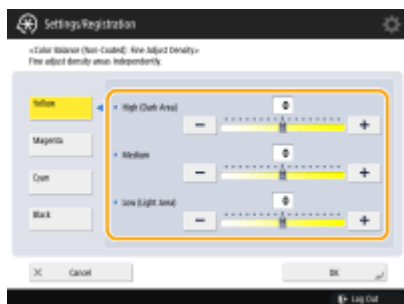 Settings/Registration
<Color Balance (Non-Coated): Fine Adjust Density>
Fine adjust density areas independently.
Yellow
Magenta
Cyan
Black
High (Dark Area)
0
Medium
0
Low (Light Area)
0
Cancel
OK
Log Out